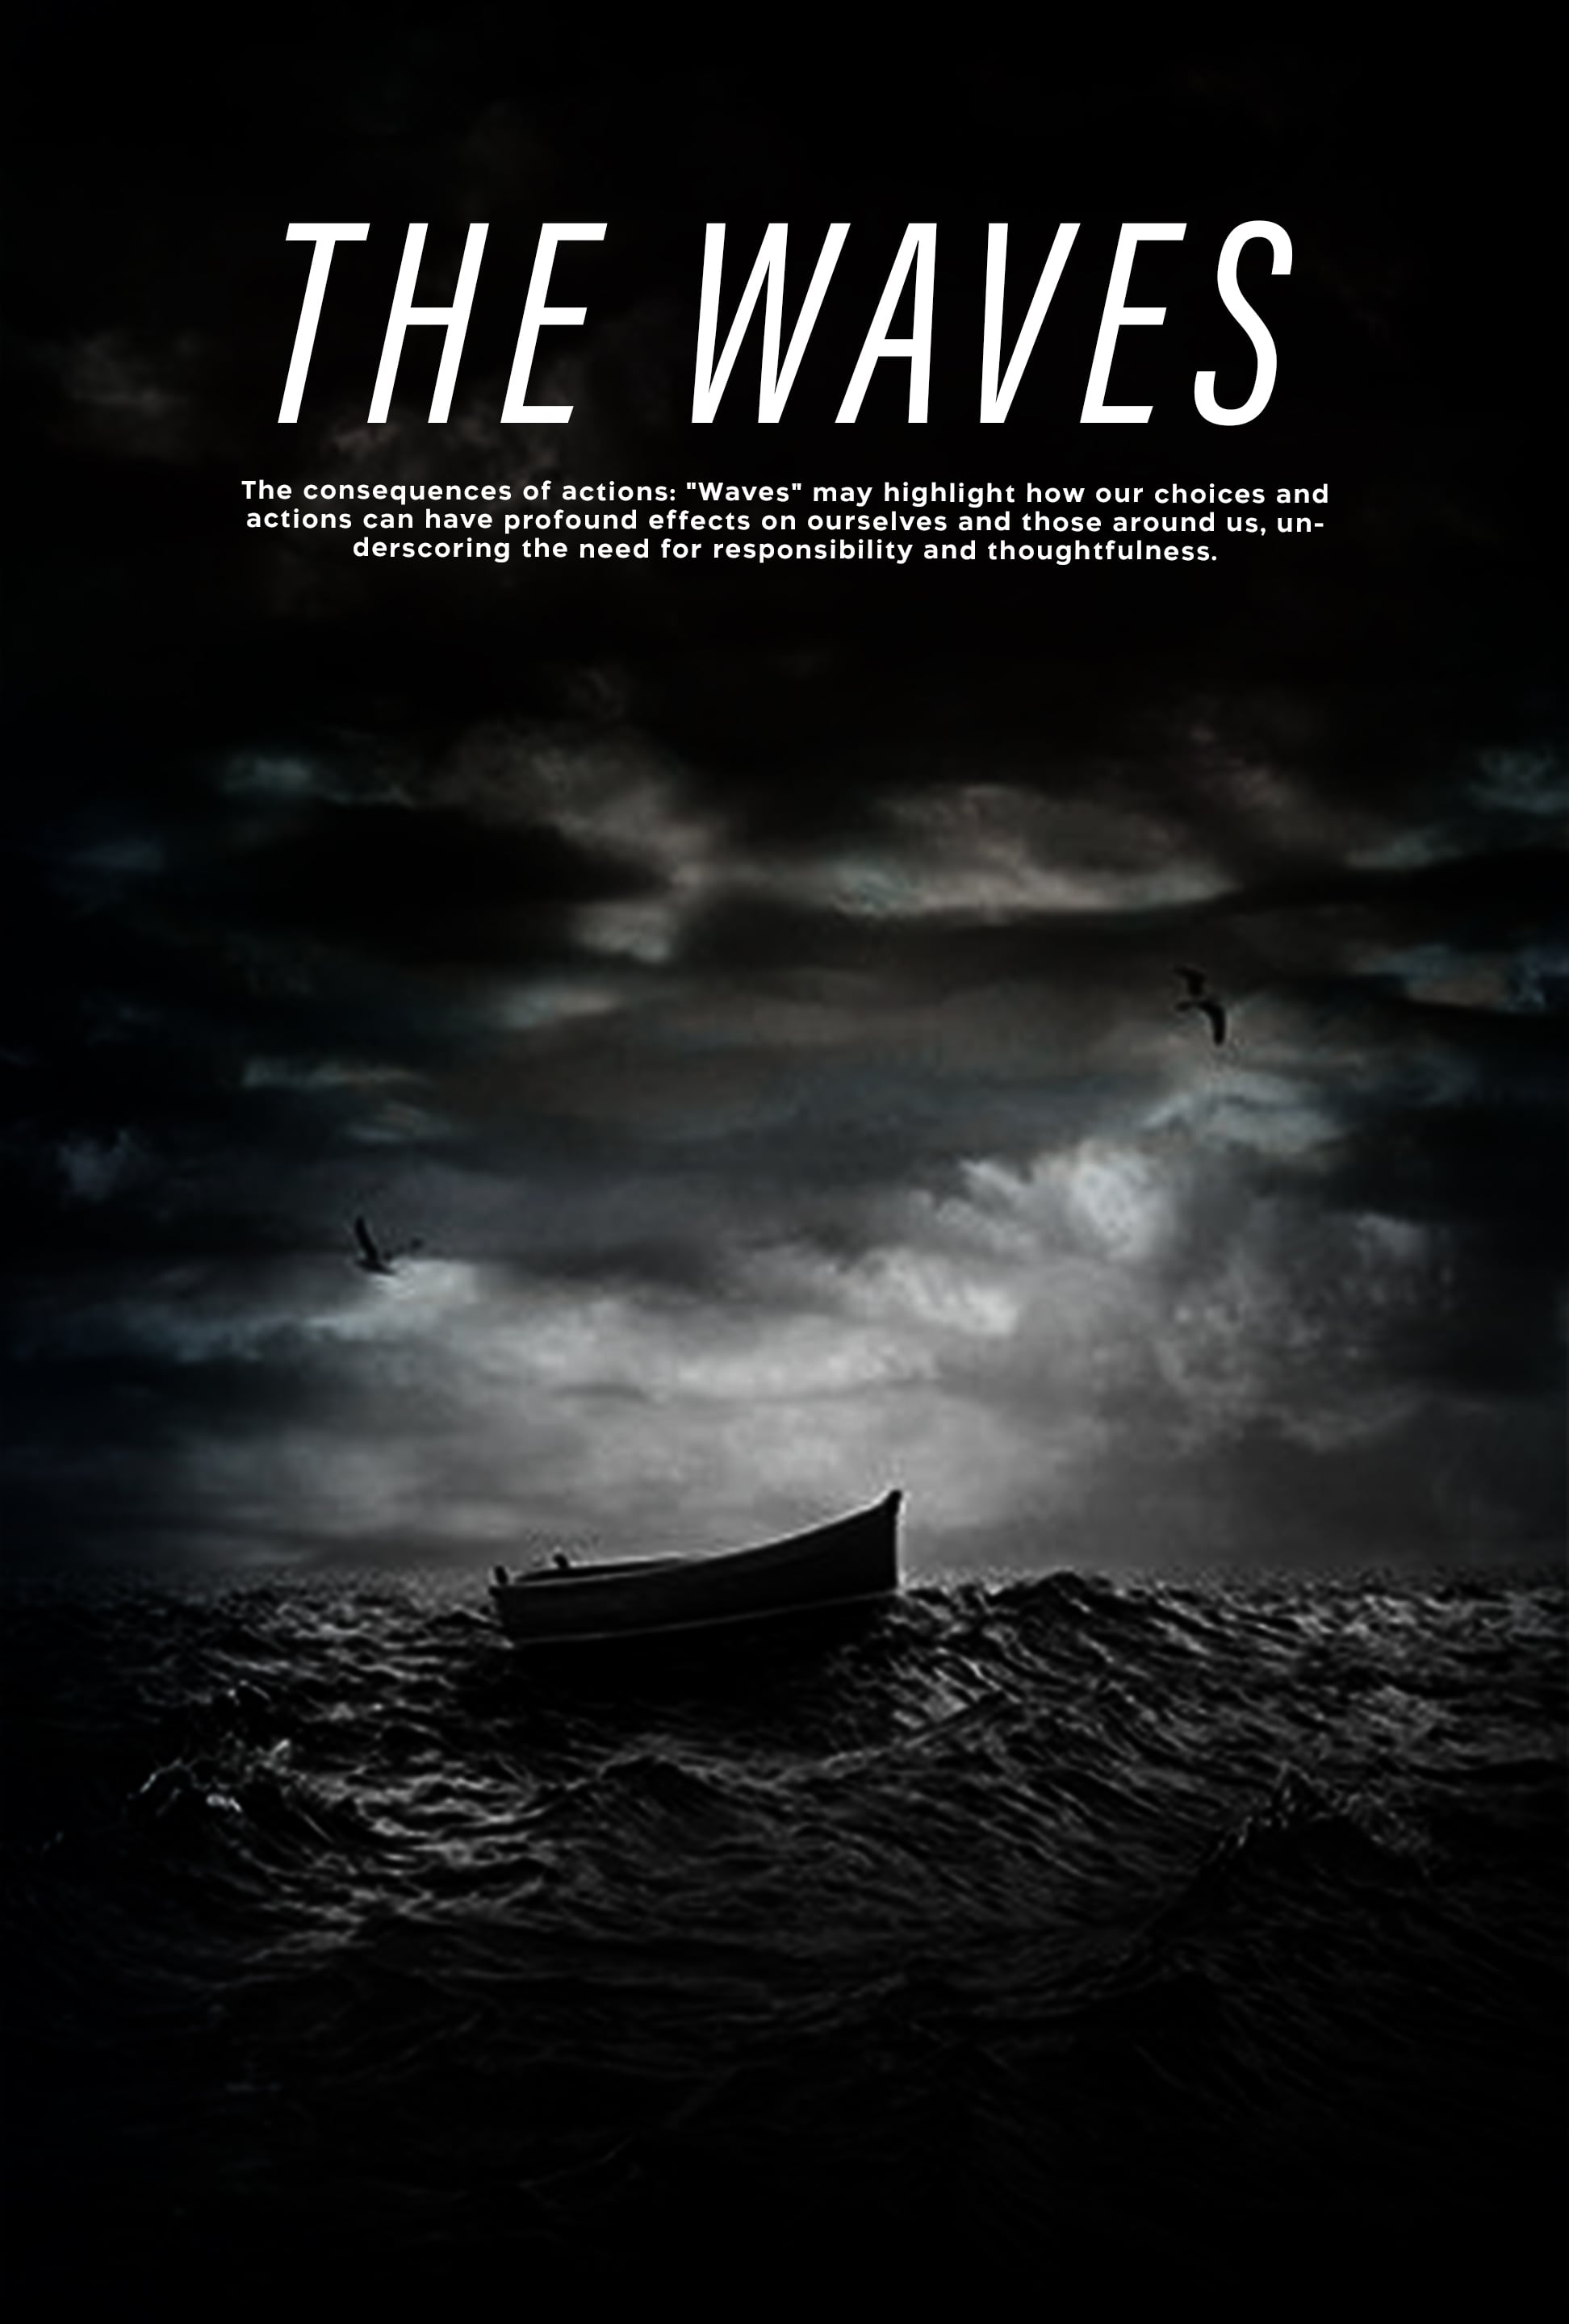 THE WAVES
The consequences of actions: "Waves" may highlight how our choices and
actions can have profound effects on ourselves and those around us, un-
derscoring the need for responsibility and thoughtfulness.